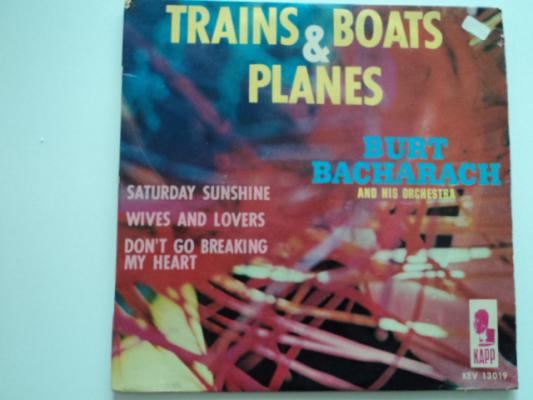 TRAINS & BOATS
PLANES
BURT
BACHARACH
AND HIS ORCHESTRA
SATURDAY SUNSHINE
WIVES AND LOVERS
DON'T GO BREAKING
MY HEART
KAPP
KEV 13019